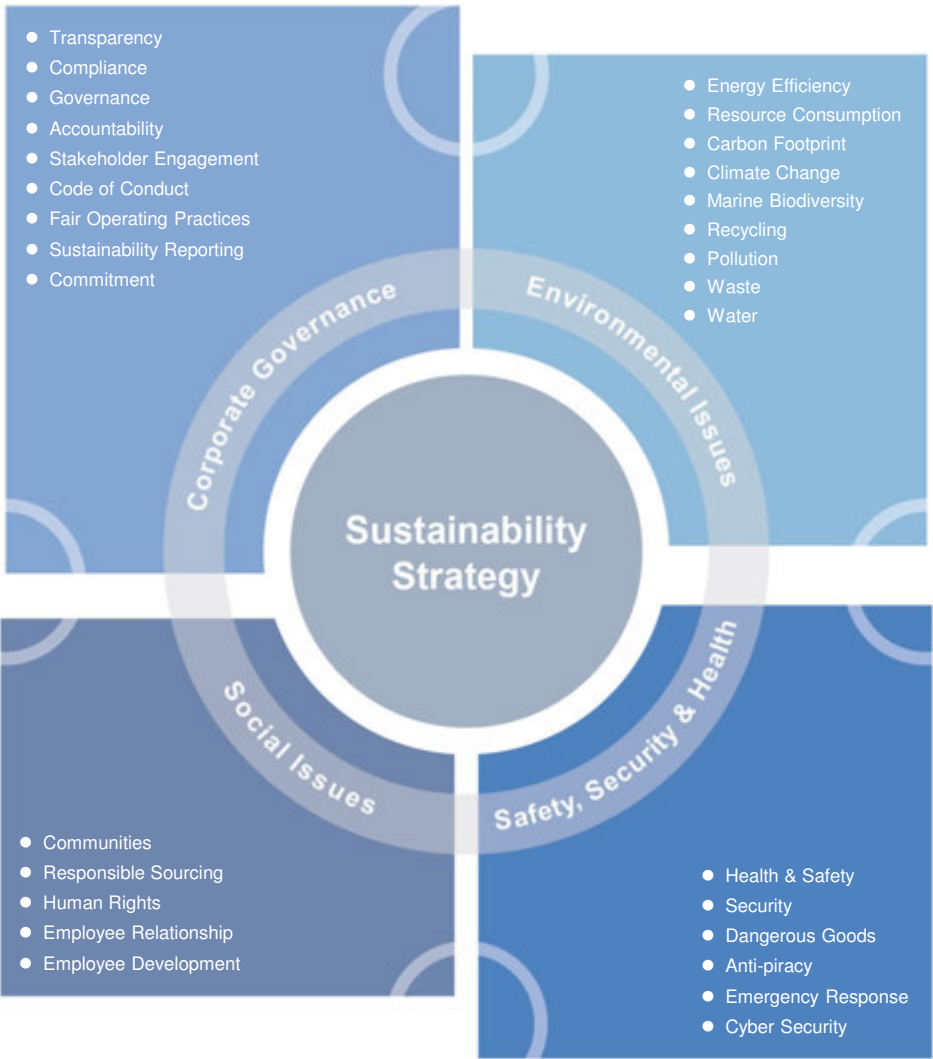 Transparency
Compliance
Governance
Accountability
Stakeholder Engagement
Code of Conduct
Fair Operating Practices
Sustainability Reporting
Commitment
Energy Efficiency
Resource Consumption
Carbon Footprint
Climate Change
Marine Biodiversity
Recycling
Pollution
Waste
Water
Corporate Governance
Environmental Issues
Sustainability
Strategy
Social Issues
Safety, Security & Health
Communities
Responsible Sourcing
Human Rights
Employee Relationship
Employee Development
Health & Safety
Security
Dangerous Goods
Anti-piracy
Emergency Response
Cyber Security